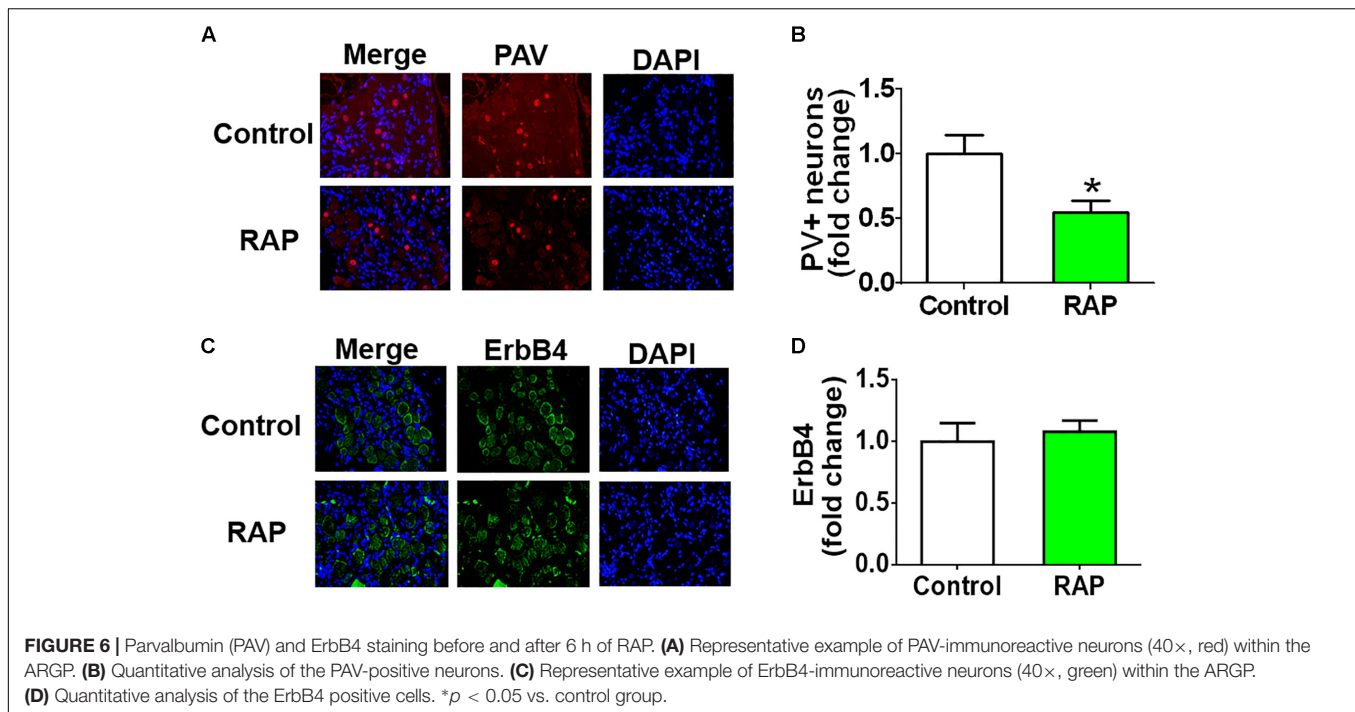 A
Merge PAV DAPI
Control
RAP
B
PV+ neurons
(fold change)
1.5
1.0
0.5
0.0
*
Control RAP
C
Merge ErbB4 DAPI
Control
RAP
D
ErbB4
(fold change)
1.5
1.0
0.5
0.0
Control RAP
FIGURE 6 | Parvalbumin (PAV) and ErbB4 staining before and after 6 h of RAP. (A) Representative example of PAV-immunoreactive neurons (40×, red) within the
ARGP. (B) Quantitative analysis of the PAV-positive neurons. (C) Representative example of ErbB4-immunoreactive neurons (40×, green) within the ARGP.
(D) Quantitative analysis of the ErbB4 positive cells. *p < 0.05 vs. control group.